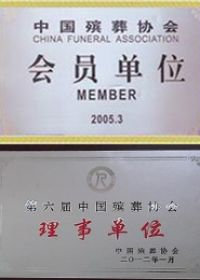 中国殡葬协会
CHINA FUNERAL ASSOCIATION
会员单位
MEMBER
2005.3
第六届中国殡葬协会
理事单位
中国殡葬协会
二〇一二年一月